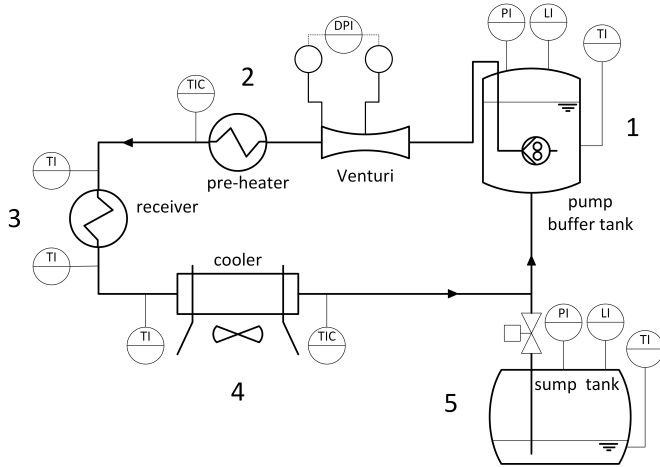 DPI
PI
LI
TI
2
TIC
1
pre-heater
Venturi
TI
3
receiver
pump
buffer tank
TI
cooler
TI
TIC
4
PI
LI
TI
5
sump tank